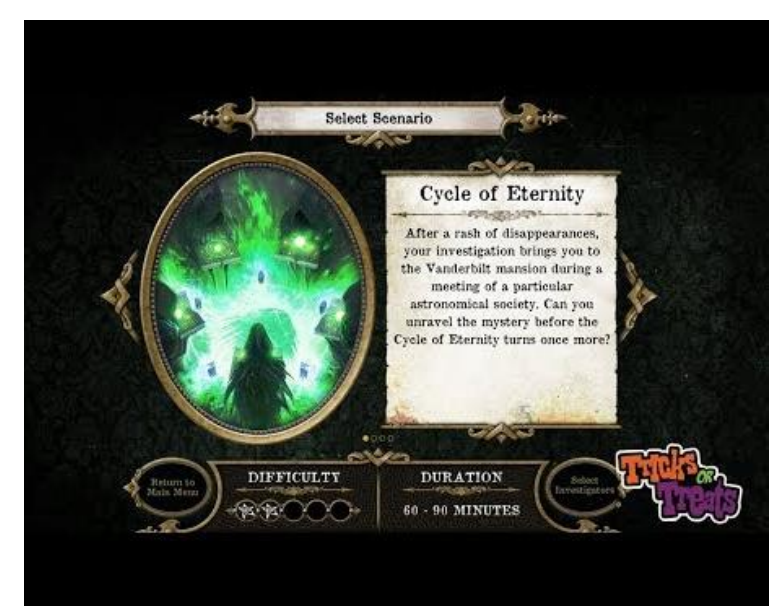 Select Scenario
Cycle of Eternity
After a rash of disappearances,
your investigation brings you to
the Vanderbilt mansion during a
meeting of a particular
astronomical society. Can you
unravel the mystery before the
Cycle of Eternity turns once more?
Return to
Main Menu
DIFFICULTY
DURATION
60 - 90 MINUTES
Select
Investigators
TRICKS
OR
TREATS